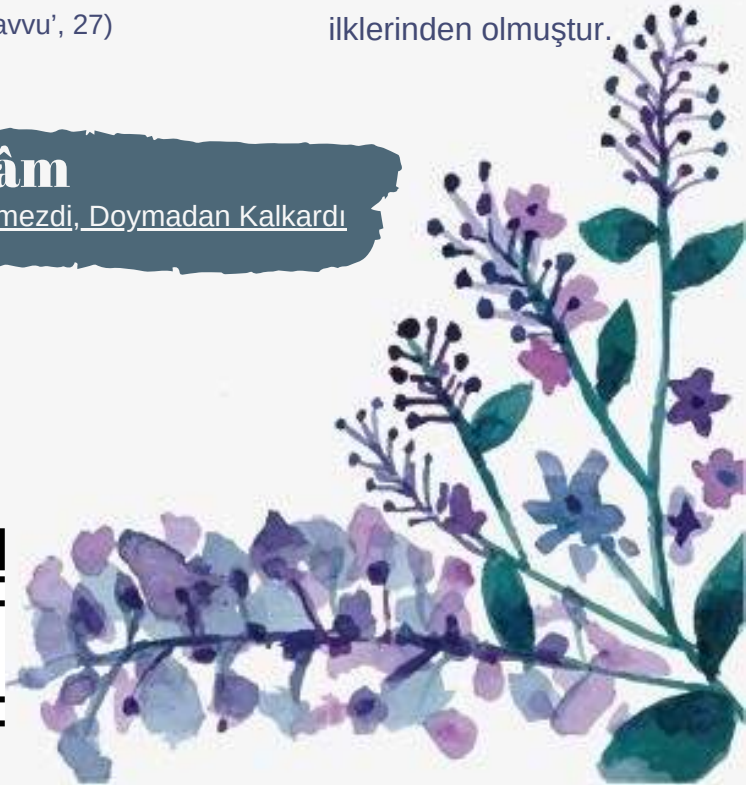 avvu’, 27)
ilklerinden olmuştur.
âm
mezdi, Doymadan Kalkardı